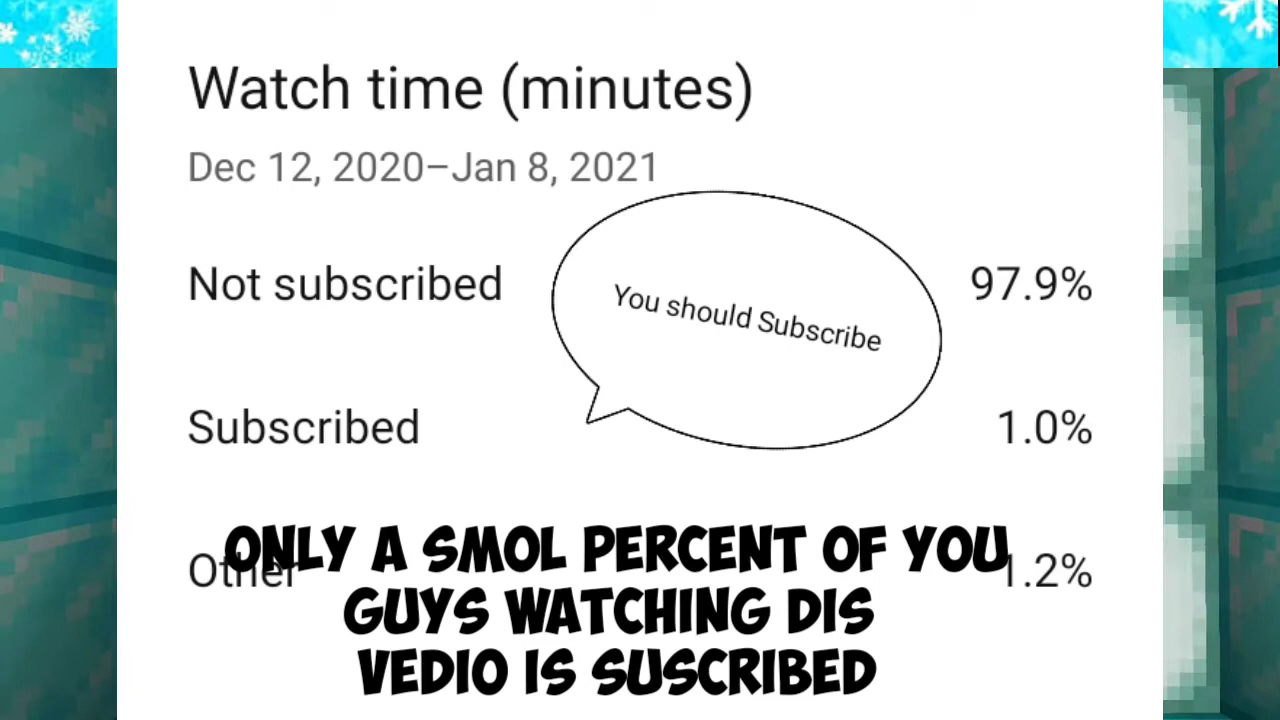 Watch time (minutes)
Dec 12, 2020–Jan 8, 2021
Not subscribed
You should Subscribe
97.9%
Subscribed
1.0%
Other
1.2%
ONLY A SMOL PERCENT OF YOU
GUYS WATCHING DIS
VEDIO IS SUSCRIBED